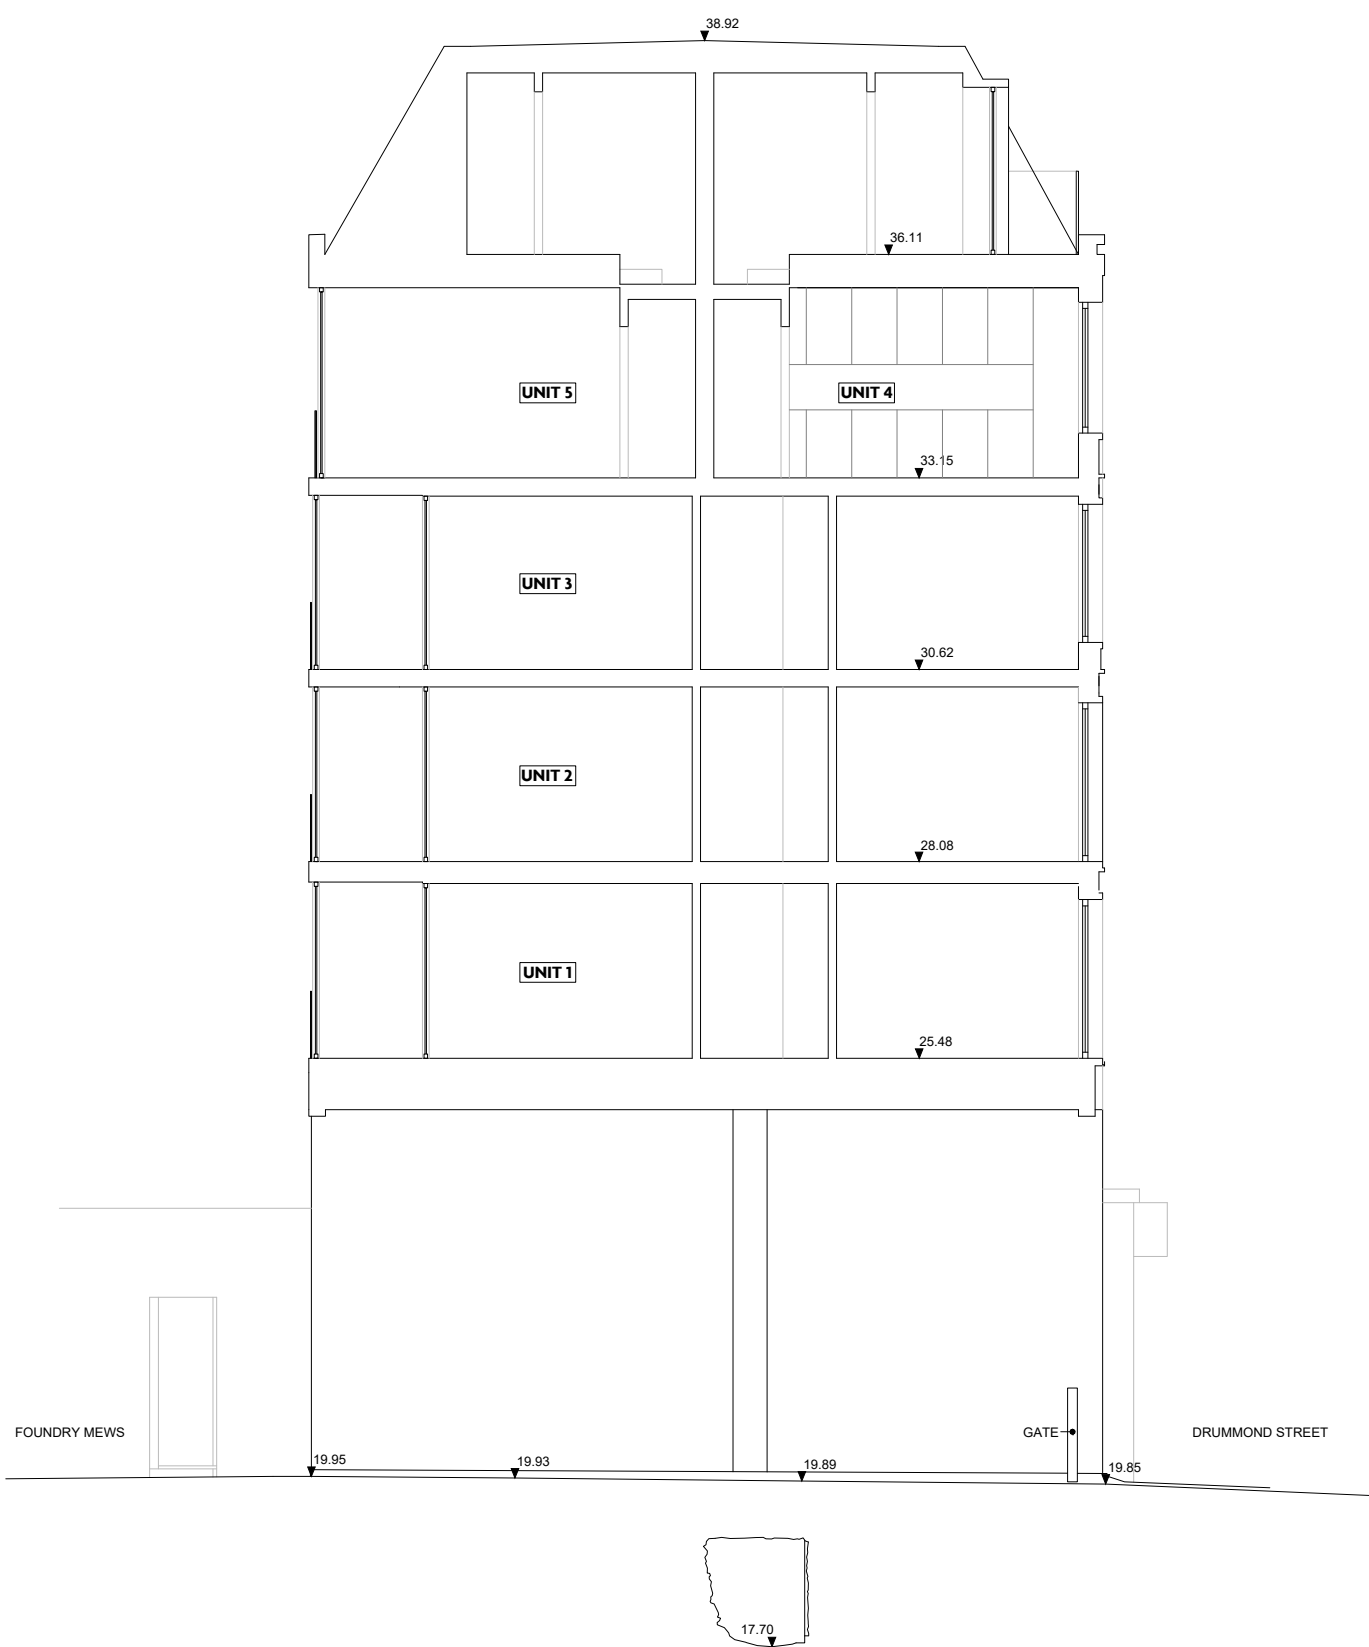 38.92
36.11
UNIT 5
UNIT 4
33.15
UNIT 3
30.62
UNIT 2
28.08
UNIT 1
25.48
FOUNDRY MEWS
GATE
DRUMMOND STREET
19.95
19.93
19.89
19.85
17.70